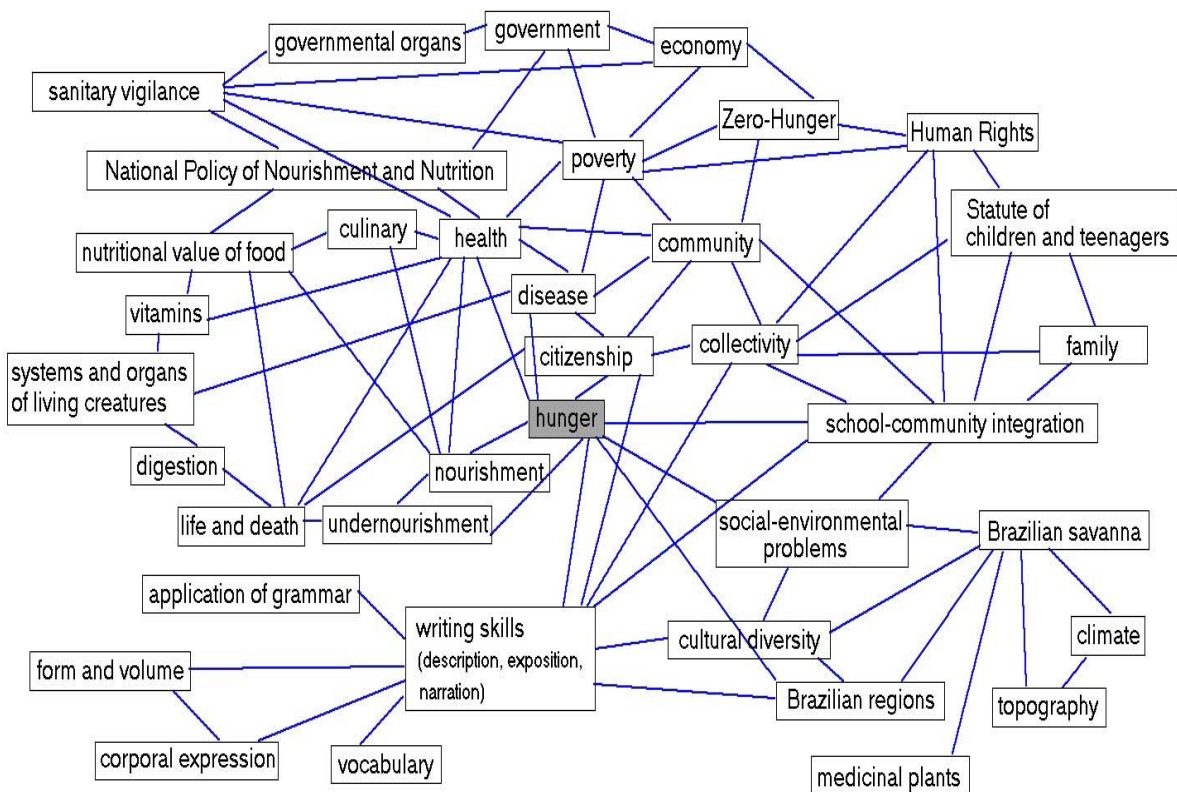 governmental organs
government
economy
sanitary vigilance
Zero-Hunger
Human Rights
National Policy of Nourishment and Nutrition
poverty
Statute of
children and teenagers
nutritional value of food
culinary
health
community
vitamins
disease
collectivity
family
systems and organs
of living creatures
citizenship
hunger
school-community integration
digestion
nourishment
life and death
undernourishment
social-environmental
problems
Brazilian savanna
application of grammar
writing skills
(description, exposition,
narration)
cultural diversity
climate
form and volume
Brazilian regions
topography
corporal expression
vocabulary
medicinal plants